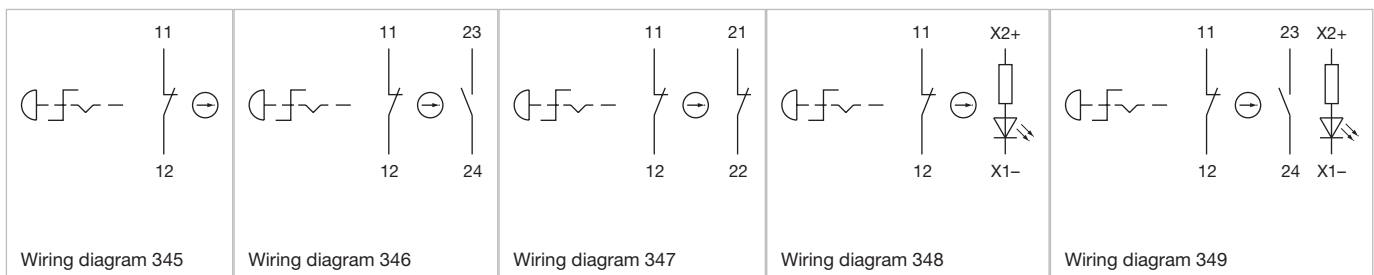 11
12
Wiring diagram 345
11 23
12 24
Wiring diagram 346
11 21
12 22
Wiring diagram 347
11 X2+
12 X1–
Wiring diagram 348
11 23 X2+
12 24 X1–
Wiring diagram 349